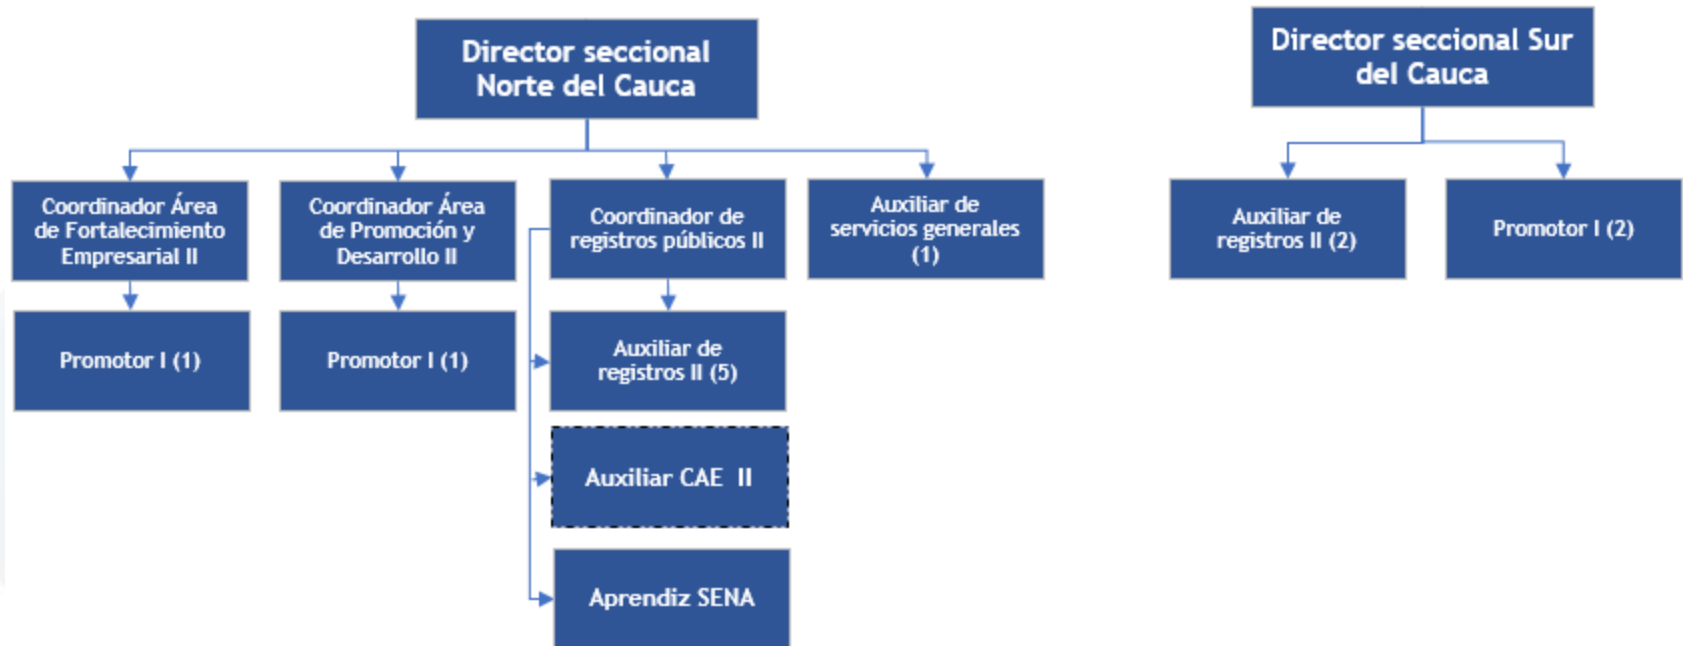 Director seccional
Norte del Cauca
Director seccional Sur
del Cauca
Coordinador Área
de Fortalecimiento
Empresarial II
Coordinador Área
de Promoción y
Desarrollo II
Coordinador de
registros públicos II
Auxiliar de
servicios generales
(1)
Auxiliar de
registros II (2)
Promotor I (2)
Promotor I (1)
Promotor I (1)
Auxiliar de
registros II (5)
Auxiliar CAE II
Aprendiz SENA